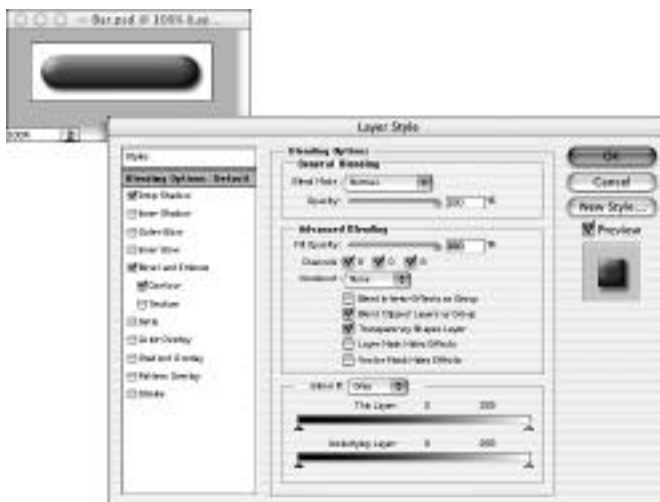 Bar.psd @ 100%
100%
Layer Style
Styles
Blending Options: Default
Drop Shadow
Inner Shadow
Outer Glow
Inner Glow
Bevel and Emboss
Contour
Texture
Satin
Color Overlay
Gradient Overlay
Pattern Overlay
Stroke
Blending Options
General Blending
Blend Mode: Normal
Opacity: 100 %
Advanced Blending
Fill Opacity: 100 %
Channels: R G B
Knockout: None
Blend Interior Effects as Group
Blend Clipped Layers as Group
Transparency Shapes Layer
Layer Mask Hides Effects
Vector Mask Hides Effects
Blend If: Gray
This Layer: 0 255
Underlying Layer: 0 255
OK
Cancel
New Style...
Preview